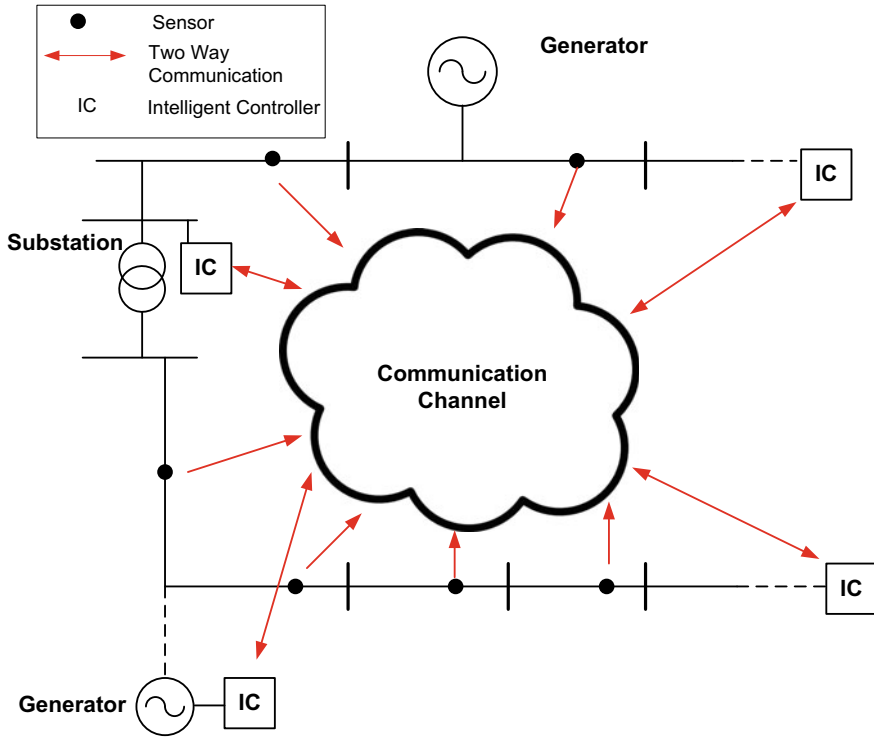 Sensor
Two Way
Communication
IC
Intelligent Controller
Generator
IC
Substation
IC
Communication
Channel
IC
Generator
IC